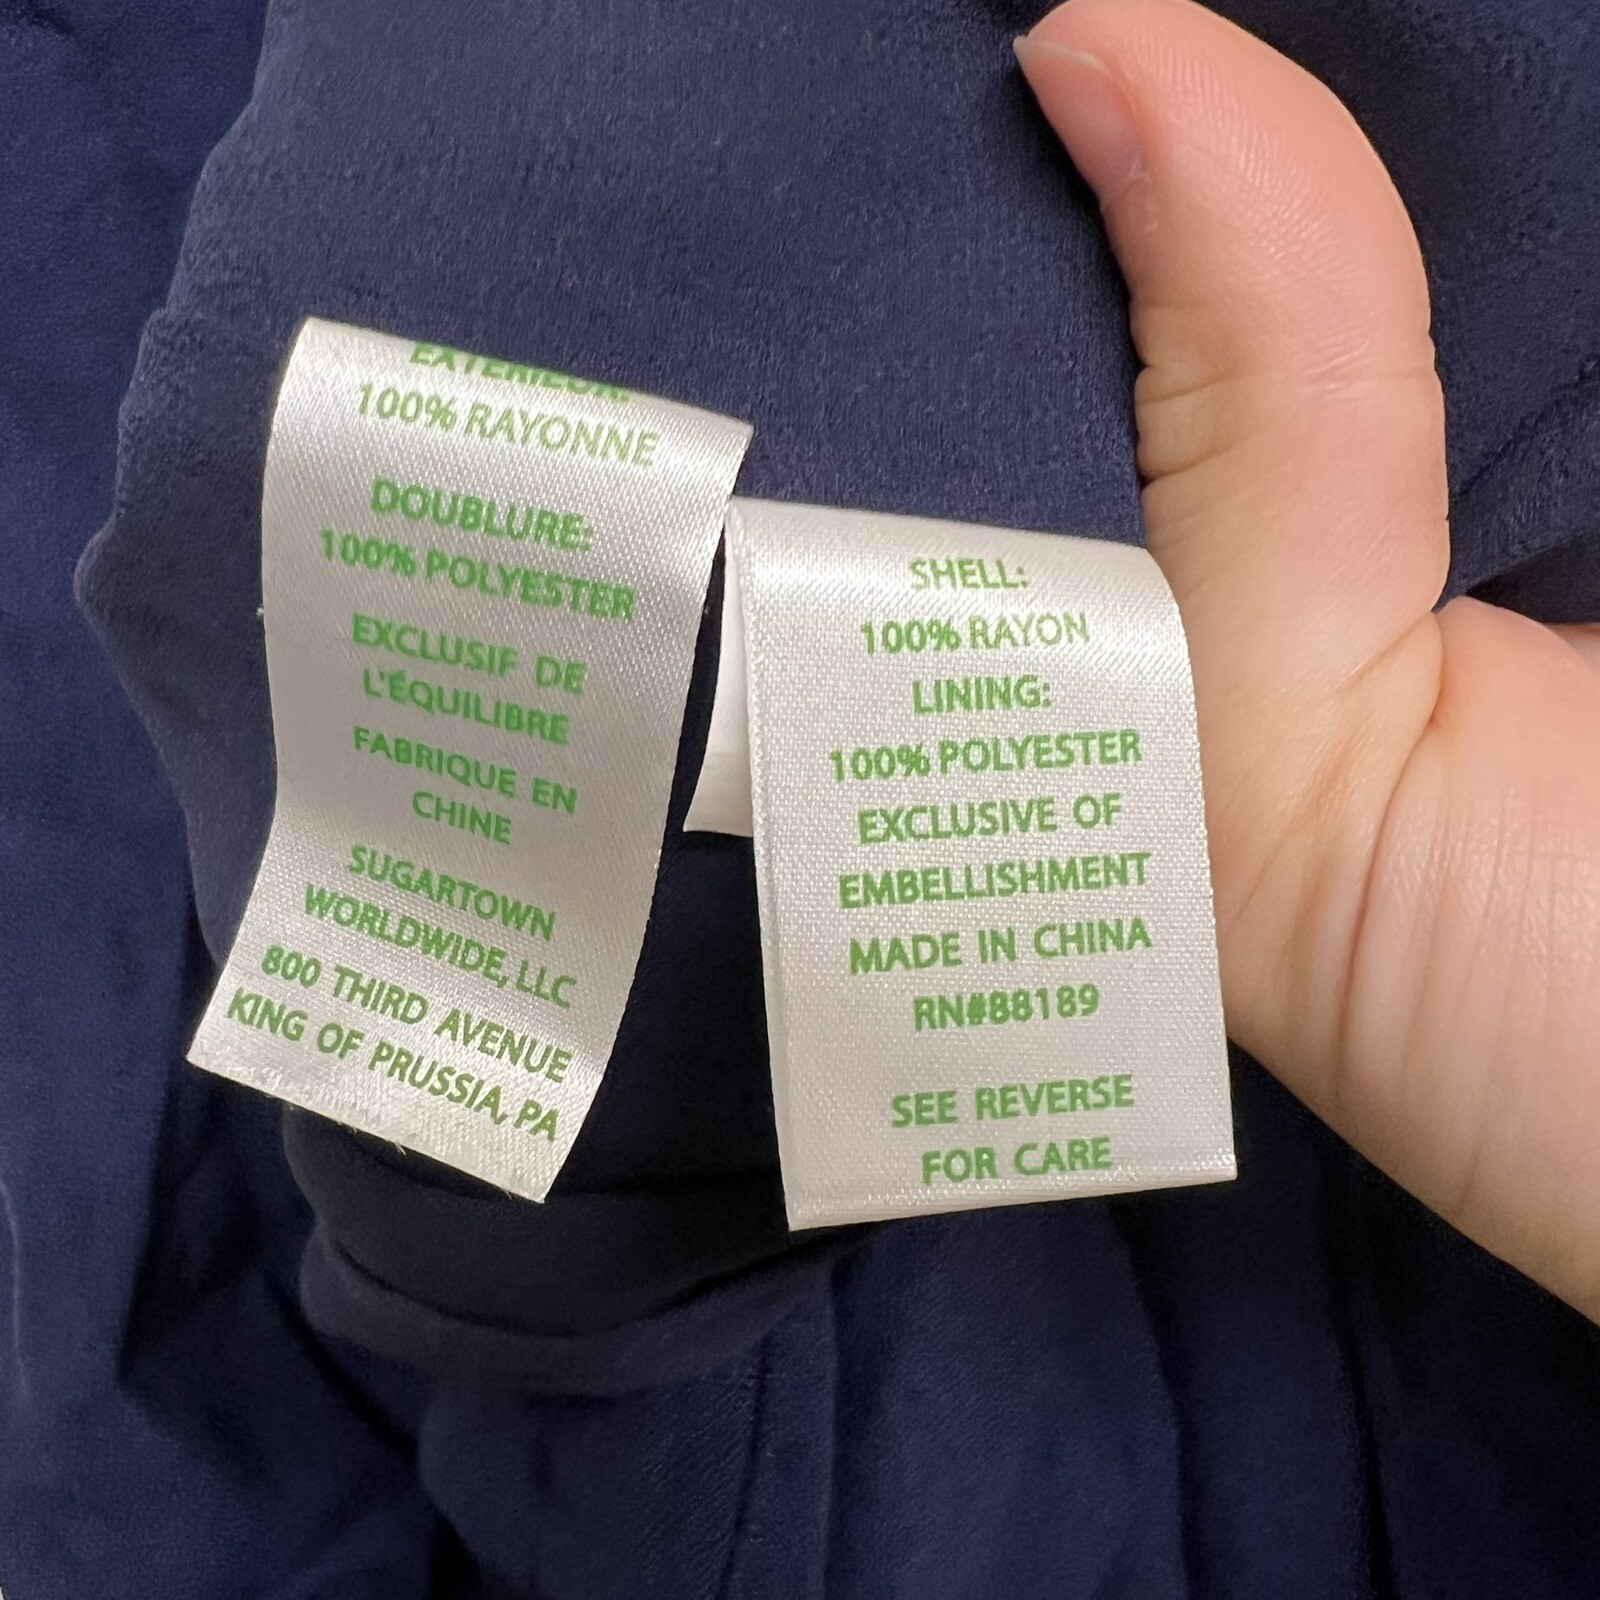 EXTÉRIEUR:
100% RAYONNE
DOUBLURE:
100% POLYESTER
EXCLUSIF DE
L'ÉQUILIBRE
FABRIQUE EN
CHINE
SUGARTOWN
WORLDWIDE, LLC
800 THIRD AVENUE
KING OF PRUSSIA, PA
SHELL:
100% RAYON
LINING:
100% POLYESTER
EXCLUSIVE OF
EMBELLISHMENT
MADE IN CHINA
RN#88189
SEE REVERSE
FOR CARE